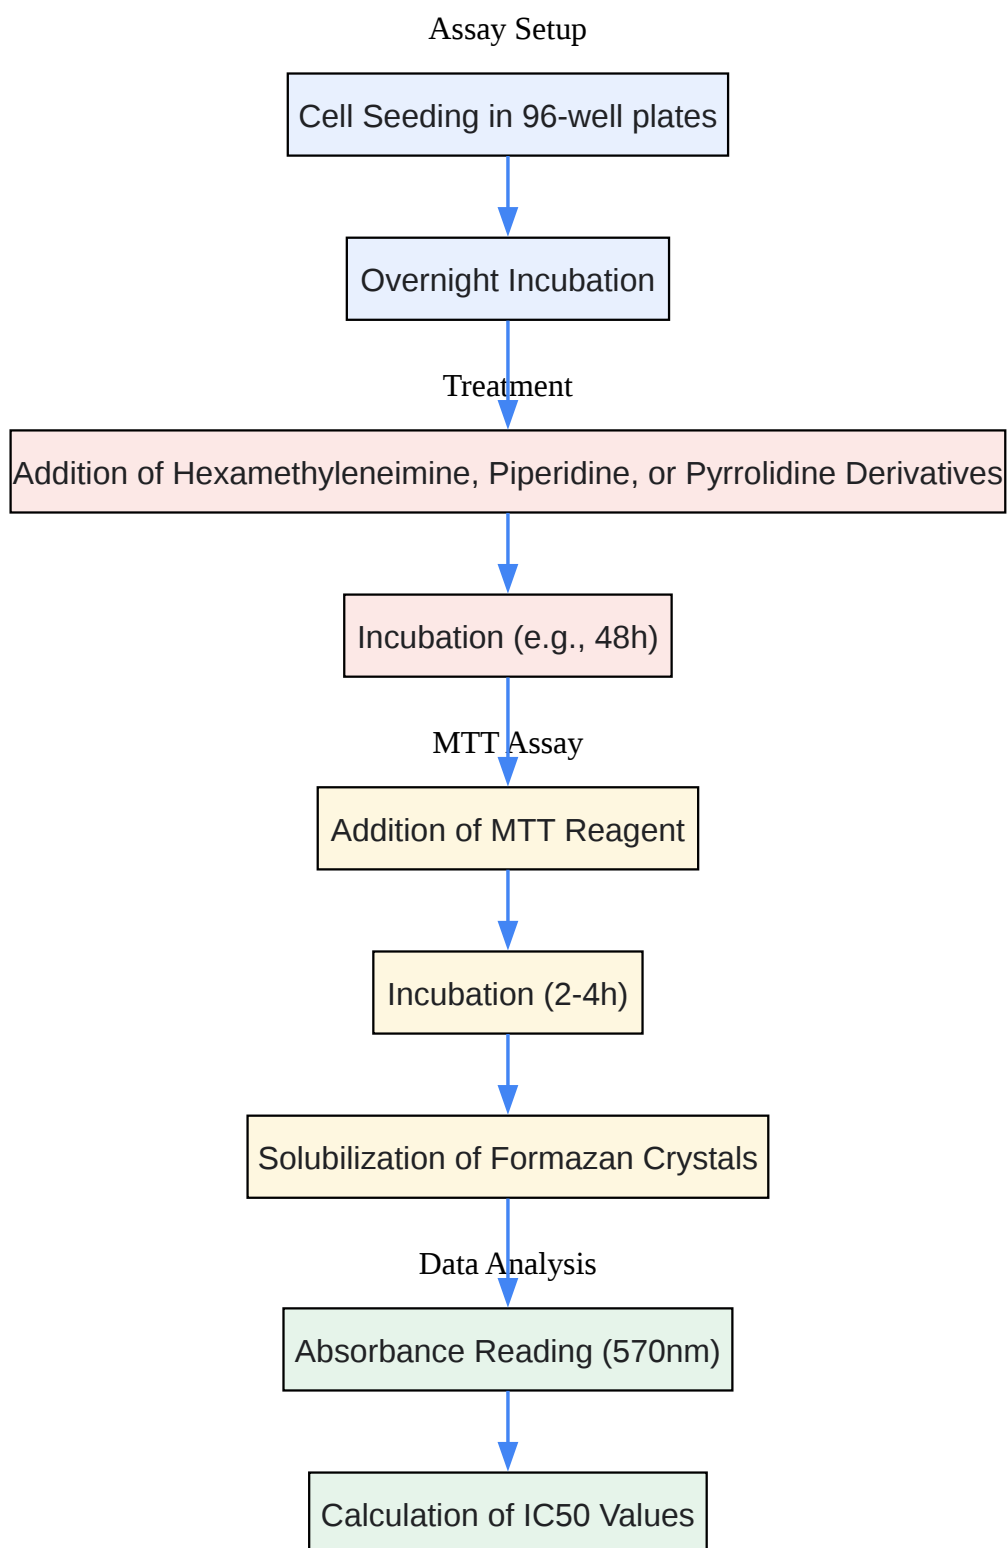 Assay Setup
Cell Seeding in 96-well plates
Overnight Incubation
Treatment
Addition of Hexamethyleneimine, Piperidine, or Pyrrolidine Derivatives
Incubation (e.g., 48h)
MTT Assay
Addition of MTT Reagent
Incubation (2-4h)
Solubilization of Formazan Crystals
Data Analysis
Absorbance Reading (570nm)
Calculation of IC50 Values